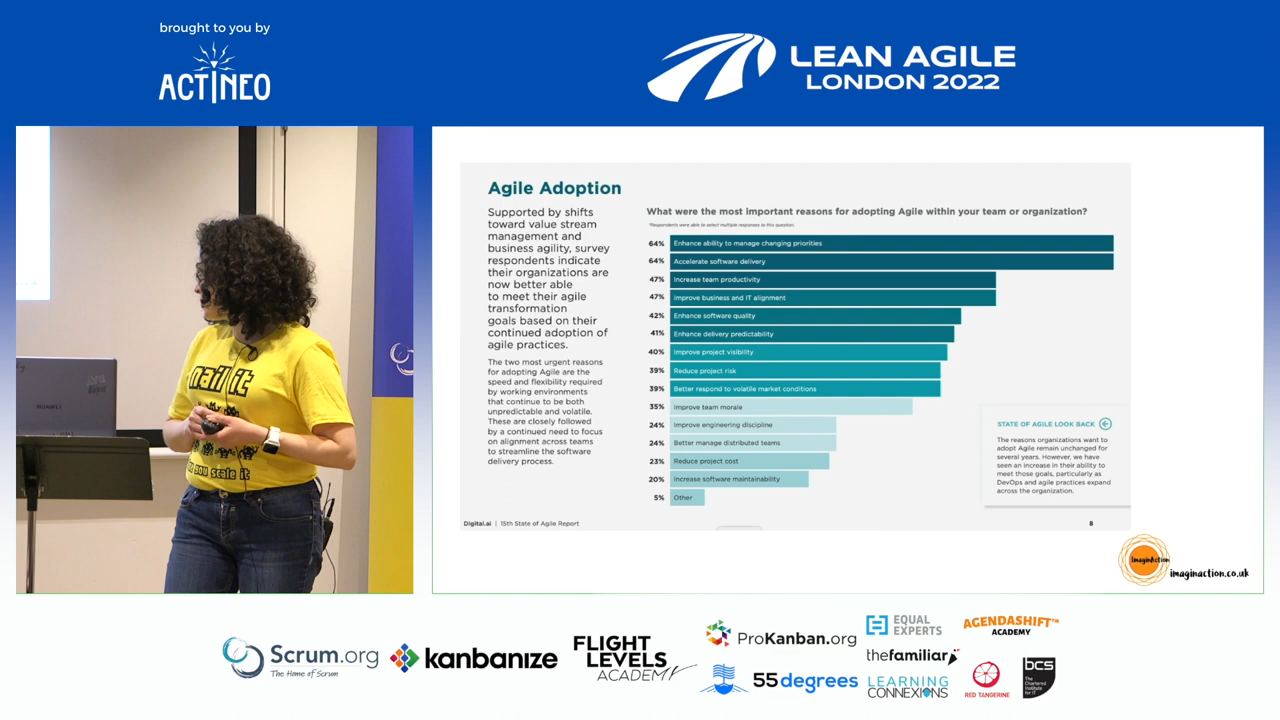 brought to you by
ACTINEO
LEAN AGILE
LONDON 2022
nail it
you scale it
HUAWEI
Agile Adoption
Supported by shifts
toward value stream
management and
business agility, survey
respondents indicate
their organizations are
now better able
to meet their agile
transformation
goals based on their
continued adoption of
agile practices.
The two most urgent reasons
for adopting Agile are the
speed and flexibility required
by working environments
that continue to be both
unpredictable and volatile.
These are closely followed
by a continued need to focus
on alignment across teams
to streamline the software
delivery process.
What were the most important reasons for adopting Agile within your team or organization?
*Respondents were able to select multiple responses to this question.
64% Enhance ability to manage changing priorities
64% Accelerate software delivery
47% Increase team productivity
47% Improve business and IT alignment
42% Enhance software quality
41% Enhance delivery predictability
40% Improve project visibility
39% Reduce project risk
39% Better respond to volatile market conditions
35% Improve team morale
24% Improve engineering discipline
24% Better manage distributed teams
23% Reduce project cost
20% Increase software maintainability
5% Other
STATE OF AGILE LOOK BACK
The reasons organizations want to
adopt Agile remain unchanged for
several years. However, we have
seen an increase in their ability to
meet those goals, particularly as
DevOps and agile practices expand
across the organization.
Digital.ai | 15th State of Agile Report
8
ImaginAction
imaginaction.co.uk
Scrum.org
The Home of Scrum
kanbanize
FLIGHT
LEVELS
ACADEMY
ProKanban.org
55degrees
EQUAL
EXPERTS
thefamiliar
LEARNING
CONNEXIONS
AGENDASHIFT™
ACADEMY
RED TANGERINE
bcs
The
Chartered
Institute
for IT